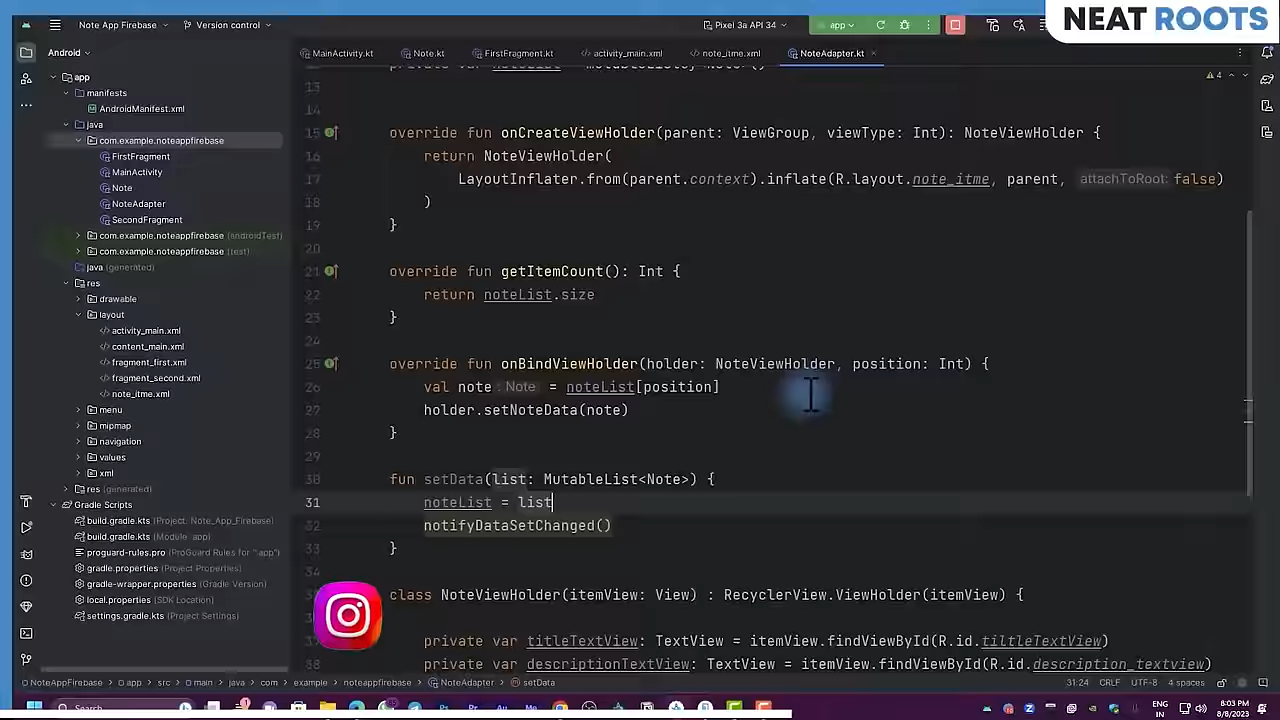 NEAT ROOTS
Note App Firebase
Version control
Pixel 3a API 34
app
Android
MainActivity.kt
Note.kt
FirstFragment.kt
activity_main.xml
note_itme.xml
NoteAdapter.kt
4
app
manifests
AndroidManifest.xml
java
com.example.noteappfirebase
FirstFragment
MainActivity
Note
NoteAdapter
SecondFragment
com.example.noteappfirebase (androidTest)
com.example.noteappfirebase (test)
java (generated)
res
drawable
layout
activity_main.xml
content_main.xml
fragment_first.xml
fragment_second.xml
note_itme.xml
menu
mipmap
navigation
values
xml
res (generated)
Gradle Scripts
build.gradle.kts (Project: Note_App_Firebase)
build.gradle.kts (Module :app)
proguard-rules.pro (ProGuard Rules for ":app")
gradle.properties (Project Properties)
gradle-wrapper.properties (Gradle Version)
local.properties (SDK Location)
settings.gradle.kts (Project Settings)
13
14
15 override fun onCreateViewHolder(parent: ViewGroup, viewType: Int): NoteViewHolder {
16 return NoteViewHolder(
17 LayoutInflater.from(parent.context).inflate(R.layout.note_itme, parent, attachToRoot: false)
18 )
19 }
20
21 override fun getItemCount(): Int {
22 return noteList.size
23 }
24
25 override fun onBindViewHolder(holder: NoteViewHolder, position: Int) {
26 val note : Note = noteList[position]
27 holder.setNoteData(note)
28 }
30 fun setData(list: MutableList<Note>) {
31 noteList = list
32 notifyDataSetChanged()
33 }
34
class NoteViewHolder(itemView: View) : RecyclerView.ViewHolder(itemView) {
37 private var titleTextView: TextView = itemView.findViewById(R.id.tiltleTextView)
38 private var descriptionTextView: TextView = itemView.findViewById(R.id.description_textview)
NoteAppFirebase > app > src > main > java > com > example > noteappfirebase > NoteAdapter > setData
31:24 CRLF UTF-8 4 spaces
Search
ENG
IN
8:03 PM
8/8/2023